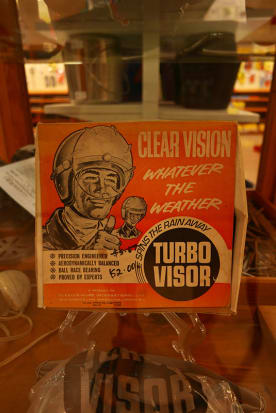 CLEAR VISION
WHATEVER
THE
WEATHER
SPINS THE RAIN AWAY
TURBO
VISOR
PRECISION ENGINEERED
AERODYNAMICALLY BALANCED
BALL RACE BEARING
PROVED BY EXPERTS
VISOR